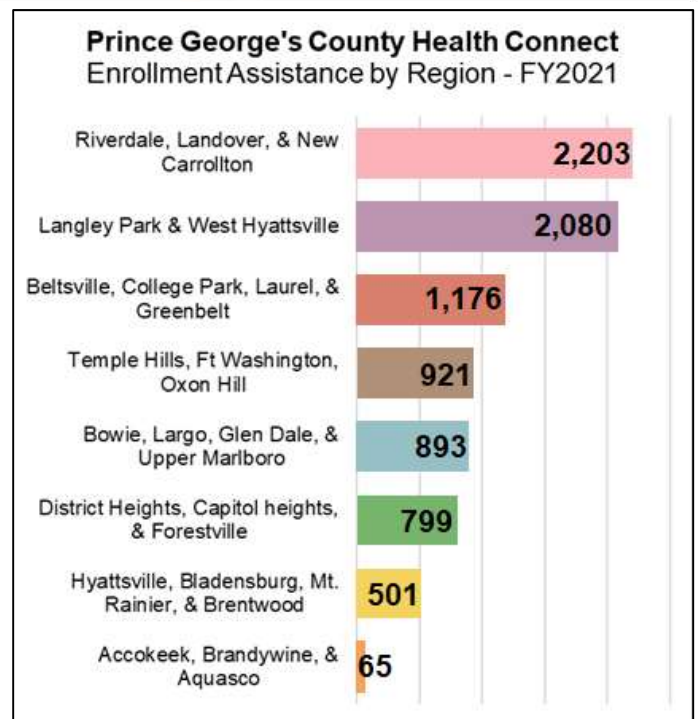 Prince George's County Health Connect
Enrollment Assistance by Region - FY2021
Riverdale, Landover, & New
Carrollton
2,203
Langley Park & West Hyattsville
2,080
Beltsville, College Park, Laurel, &
Greenbelt
1,176
Temple Hills, Ft Washington,
Oxon Hill
921
Bowie, Largo, Glen Dale, &
Upper Marlboro
893
District Heights, Capitol heights,
& Forestville
799
Hyattsville, Bladensburg, Mt.
Rainier, & Brentwood
501
Accokeek, Brandywine, &
Aquasco
65